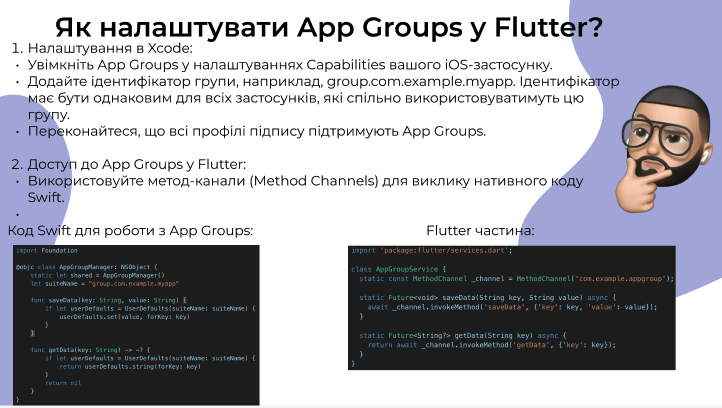 Як налаштувати App Groups у Flutter?
1. Налаштування в Xcode:
• Увімкніть App Groups у налаштуваннях Capabilities вашого iOS-застосунку.
• Додайте ідентифікатор групи, наприклад, group.com.example.myapp. Ідентифікатор
має бути однаковим для всіх застосунків, які спільно використовуватимуть цю
групу.
• Переконайтеся, що всі профілі підпису підтримують App Groups.
2. Доступ до App Groups у Flutter:
• Використовуйте метод-канали (Method Channels) для виклику нативного коду
Swift.
•
Код Swift для роботи з App Groups:
import Foundation
@objc class AppGroupManager: NSObject {
static let shared = AppGroupManager()
let suiteName = "group.com.example.myapp"
func saveData(key: String, value: String) {
if let userDefaults = UserDefaults(suiteName: suiteName) {
userDefaults.set(value, forKey: key)
}
}
func getData(key: String) -> ~? {
if let userDefaults = UserDefaults(suiteName: suiteName) {
return userDefaults.string(forKey: key)
}
return nil
}
}
Flutter частина:
import 'package:flutter/services.dart';
class AppGroupService {
static const MethodChannel _channel = MethodChannel('com.example.appgroup');
static Future<void> saveData(String key, String value) async {
await _channel.invokeMethod('saveData', {'key': key, 'value': value});
}
static Future<String?> getData(String key) async {
return await _channel.invokeMethod('getData', {'key': key});
}
}